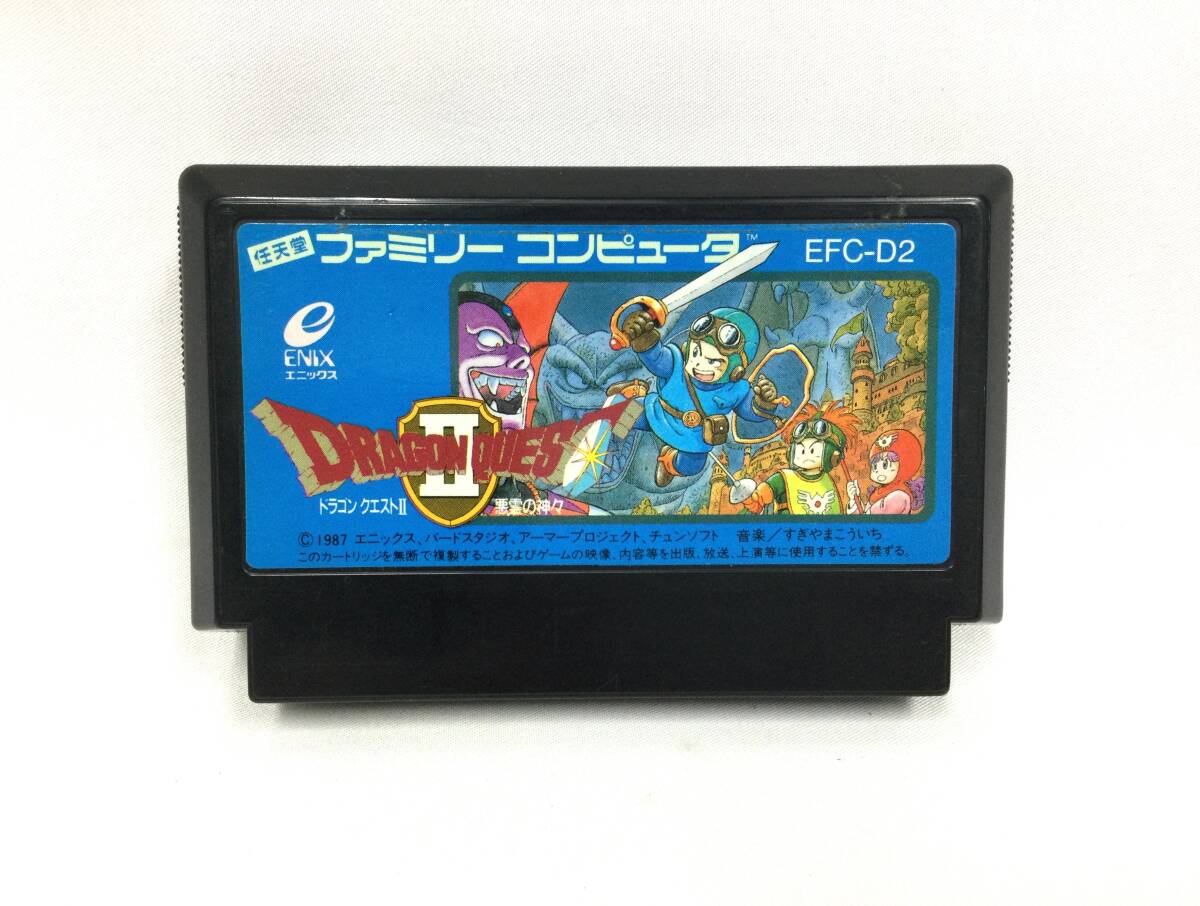 任天堂 ファミリー コンピュータ™ EFC-D2
e
ENIX
エニックス
DRAGON QUEST
II
ドラゴン クエストII 悪霊の神々
©1987 エニックス、バードスタジオ、アーマープロジェクト、チュンソフト 音楽／すぎやまこういち
このカートリッジを無断で複製することおよびゲームの映像、内容等を出版、放送、上演等に使用することを禁ずる。